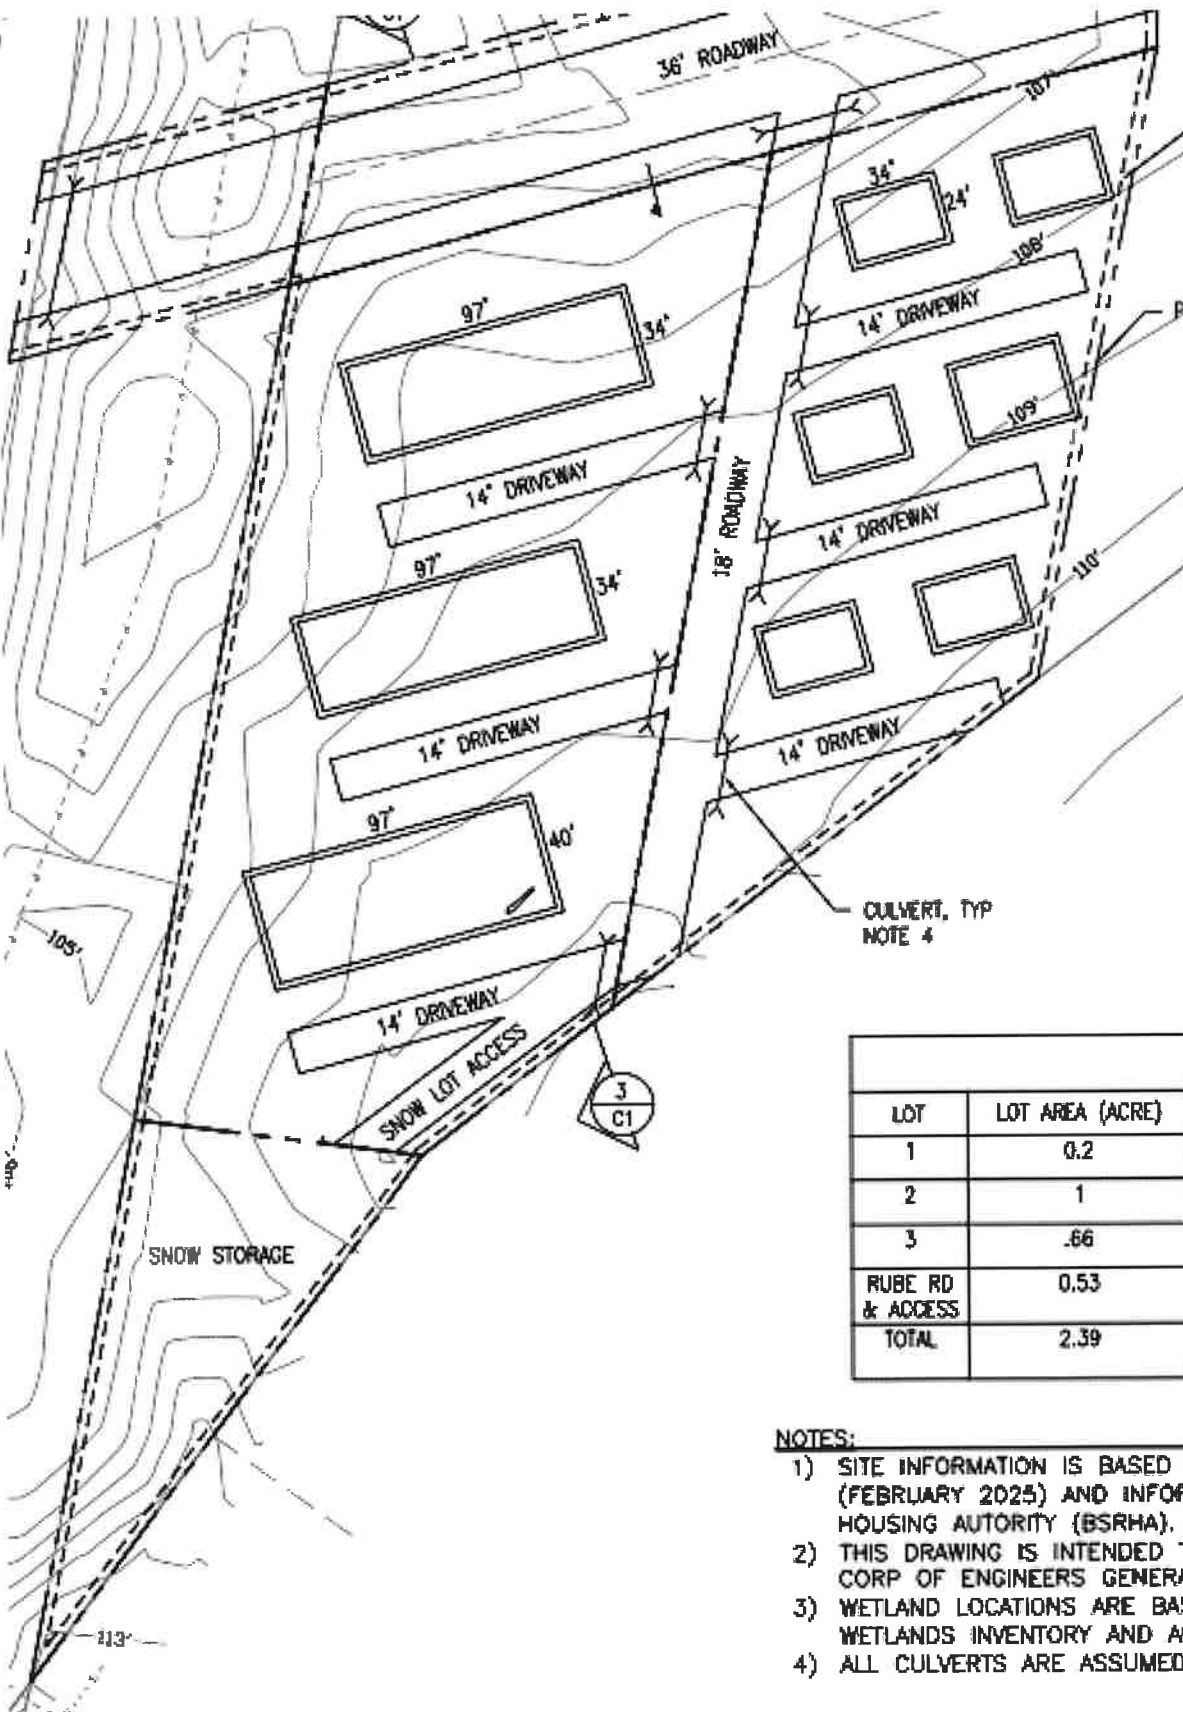 36' ROADWAY
107'
34'
24'
108'
14' DRIVEWAY
97'
34'
109'
14' DRIVEWAY
18' ROADWAY
14' DRIVEWAY
97'
34'
110'
14' DRIVEWAY
14' DRIVEWAY
97'
40'
CULVERT, TYP
NOTE 4
105'
14' DRIVEWAY
SNOW LOT ACCESS
3
C1
SNOW STORAGE
113'
LOT LOT AREA (ACRE)
1 0.2
2 1
3 .66
RUBE RD
& ACCESS 0.53
TOTAL 2.39
NOTES:
1) SITE INFORMATION IS BASED
(FEBRUARY 2025) AND INFOR
HOUSING AUTORITY (BSRHA).
2) THIS DRAWING IS INTENDED T
CORP OF ENGINEERS GENERA
3) WETLAND LOCATIONS ARE BAS
WETLANDS INVENTORY AND A
4) ALL CULVERTS ARE ASSUMED